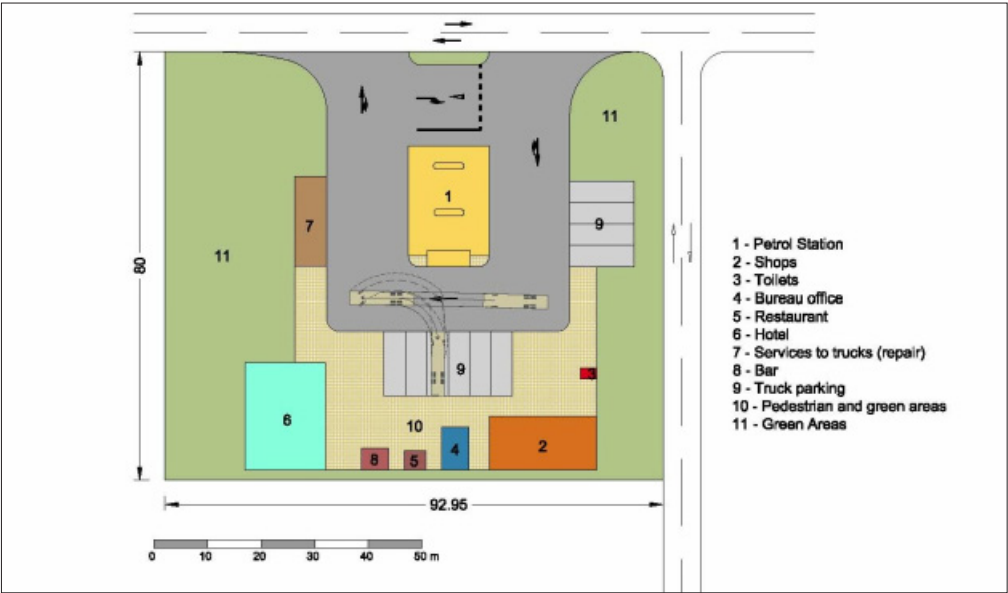 11
1
7
9
11
80
9
3
6
10
2
4
8
5
92.95
0 10 20 30 40 50 m
1 - Petrol Station
2 - Shops
3 - Toilets
4 - Bureau office
5 - Restaurant
6 - Hotel
7 - Services to trucks (repair)
8 - Bar
9 - Truck parking
10 - Pedestrian and green areas
11 - Green Areas